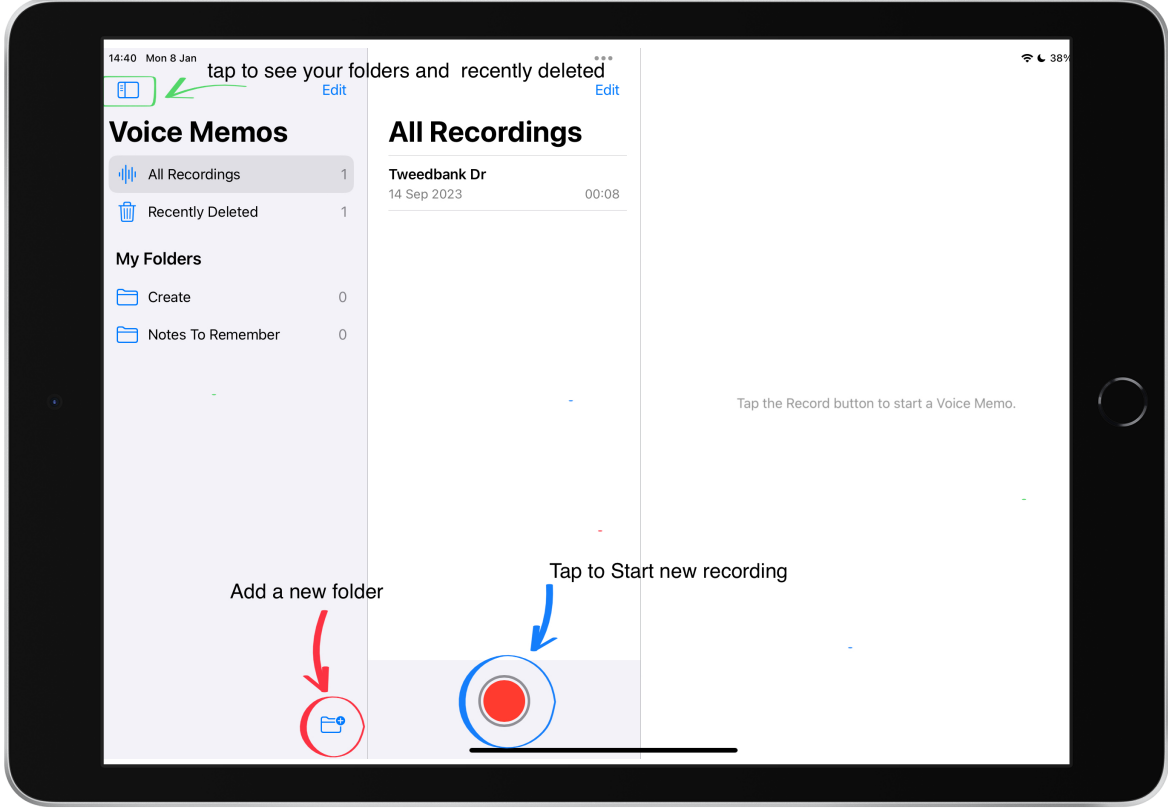 14:40 Mon 8 Jan
38%
tap to see your folders and recently deleted
Edit
Edit
Voice Memos
All Recordings 1
Recently Deleted 1
My Folders
Create 0
Notes To Remember 0
All Recordings
Tweedbank Dr
14 Sep 2023 00:08
Tap the Record button to start a Voice Memo.
Tap to Start new recording
Add a new folder